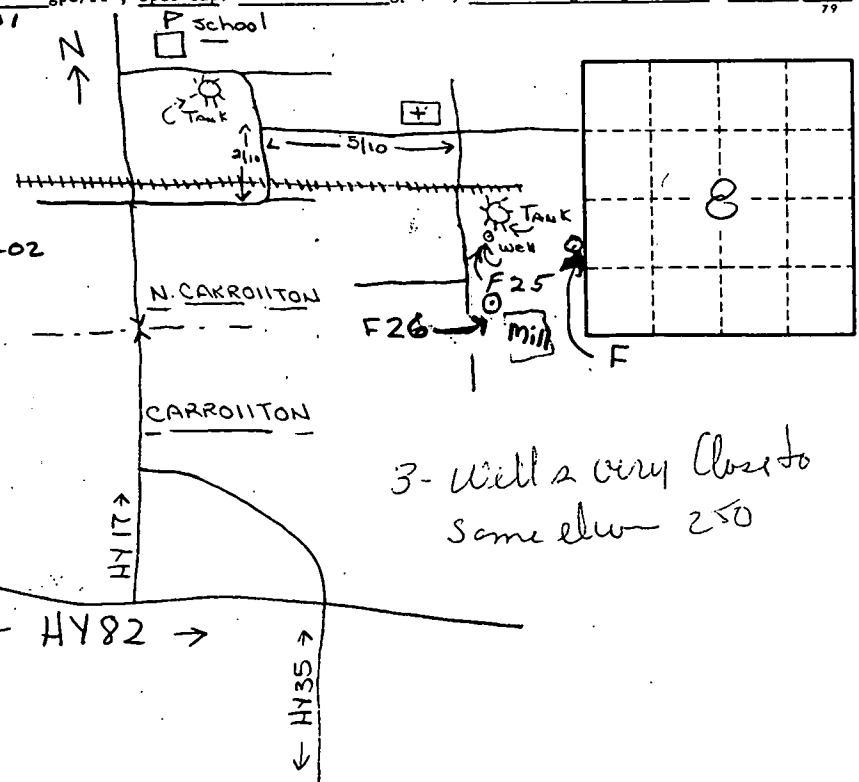 79
P School
N
Tank
2/10
5/10
+
-02
Tank
Well
8
N. CARROllTON
F25
F26
Mill
F
CARROllTON
3- Wells very Close to
Same elev 250
HY17
HY82
HY35